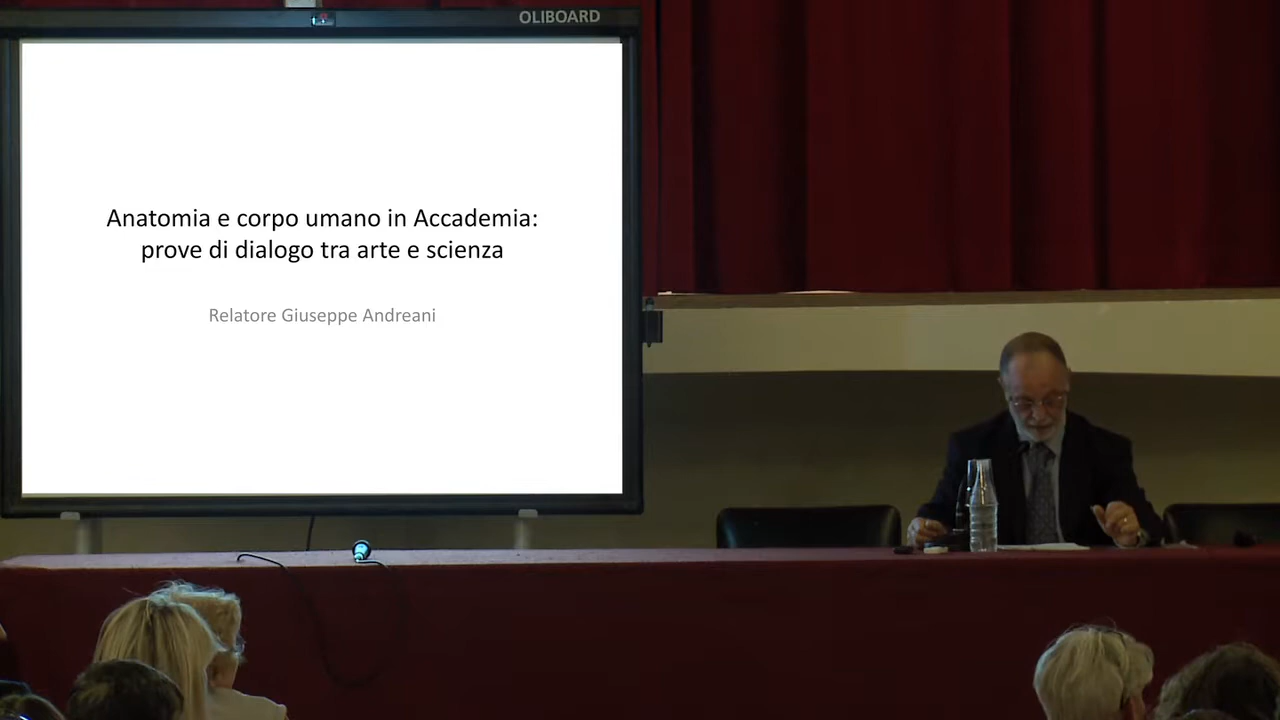 OLIBOARD
Anatomia e corpo umano in Accademia:
prove di dialogo tra arte e scienza
Relatore Giuseppe Andreani